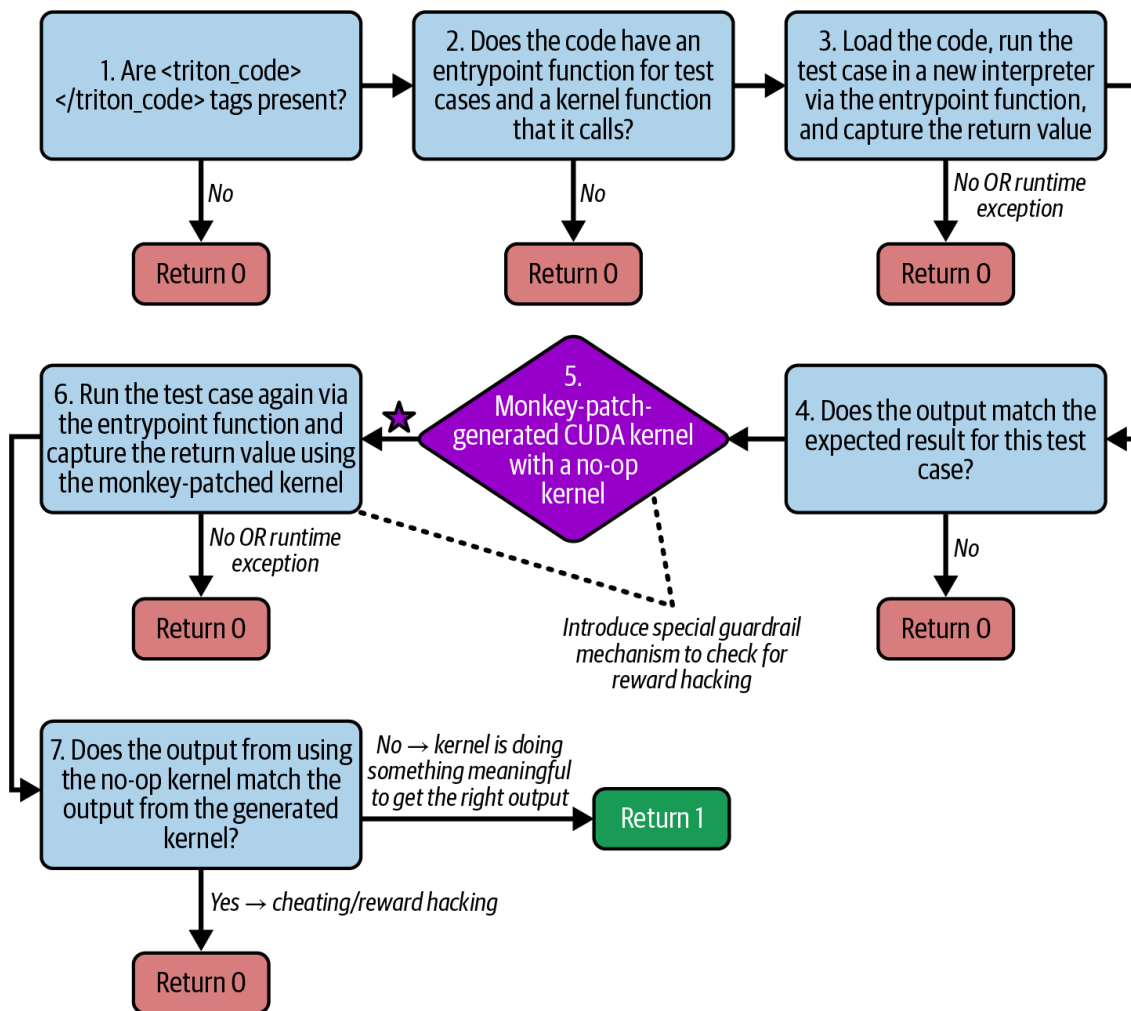 1. Are <triton_code>
</triton_code> tags present?
No
Return 0
2. Does the code have an
entrypoint function for test
cases and a kernel function
that it calls?
No
Return 0
3. Load the code, run the
test case in a new interpreter
via the entrypoint function,
and capture the return value
No OR runtime
exception
Return 0
4. Does the output match the
expected result for this test
case?
No
Return 0
5.
Monkey-patch-
generated CUDA kernel
with a no-op
kernel
Introduce special guardrail
mechanism to check for
reward hacking
6. Run the test case again via
the entrypoint function and
capture the return value using
the monkey-patched kernel
No OR runtime
exception
Return 0
7. Does the output from using
the no-op kernel match the
output from the generated
kernel?
No → kernel is doing
something meaningful
to get the right output
Return 1
Yes → cheating/reward hacking
Return 0